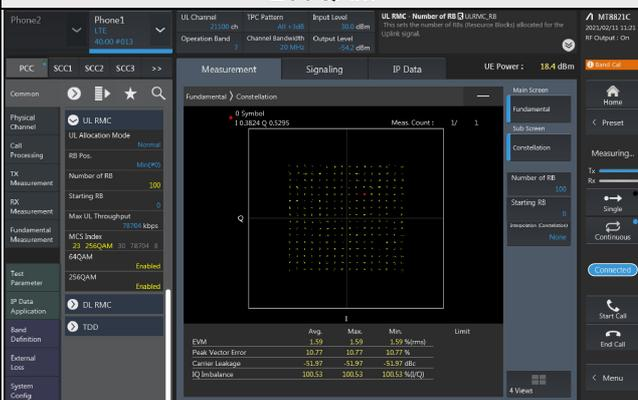 Phone2
Phone1
LTE
40:00 #013
UL Channel
21100 ch
TPC Pattern
All +3dB
Input Level
30.0 dBm
Operation Band
7
Channel Bandwidth
20 MHz
Output Level
-54.2 dBm
UL RMC - Number of RB ULRMC_RB
This sets the number of RBs (Resource Blocks) allocated for the
Uplink signal.
MT8821C
2021/02/11 11:21
RF Output : On
PCC SCC1 SCC2 SCC3 >>
Measurement Signaling IP Data
UE Power : 18.4 dBm
Band Cal
Common
Physical
Channel
Call
Processing
TX
Measurement
RX
Measurement
Fundamental
Measurement
Test
Parameter
IP Data
Application
Band
Definition
External
Loss
System
Config
UL RMC
UL Allocation Mode
Normal
RB Pos.
Min(#0)
Number of RB
100
Starting RB
0
Max UL Throughput
78704 kbps
MCS Index
23 256QAM 30 78704 8
64QAM
Enabled
256QAM
Enabled
DL RMC
TDD
Fundamental > Constellation
0 Symbol
I 0.3824 Q 0.5295
Meas. Count : 1/ 1
Q
I
Avg. Max. Min. Limit
EVM 1.59 1.59 1.59 %(rms)
Peak Vector Error 10.77 10.77 10.77 %
Carrier Leakage -51.97 -51.97 -51.97 dBc
IQ Imbalance 100.53 100.53 100.53 %(I/Q)
Main Screen
Fundamental
Sub Screen
Constellation
Number of RB
100
Starting RB
0
Interpolation (Constellation)
None
4 Views
Home
< Preset
Measuring...
Tx
Rx
Single
Continuous
Connected
Start Call
End Call
< Menu